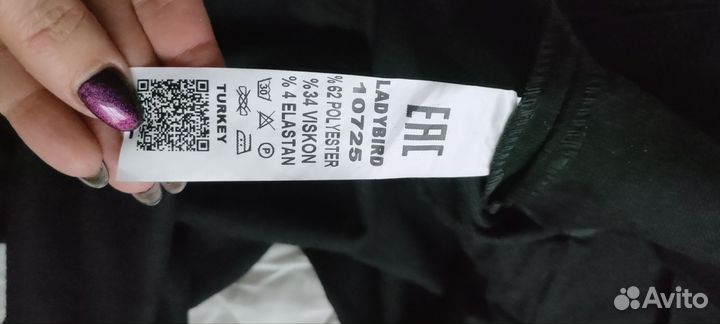 EAC
LADYBIRD
10725
%62 POLYESTER
%34 VISKON
%4 ELASTAN
30
P
TURKEY
Avito